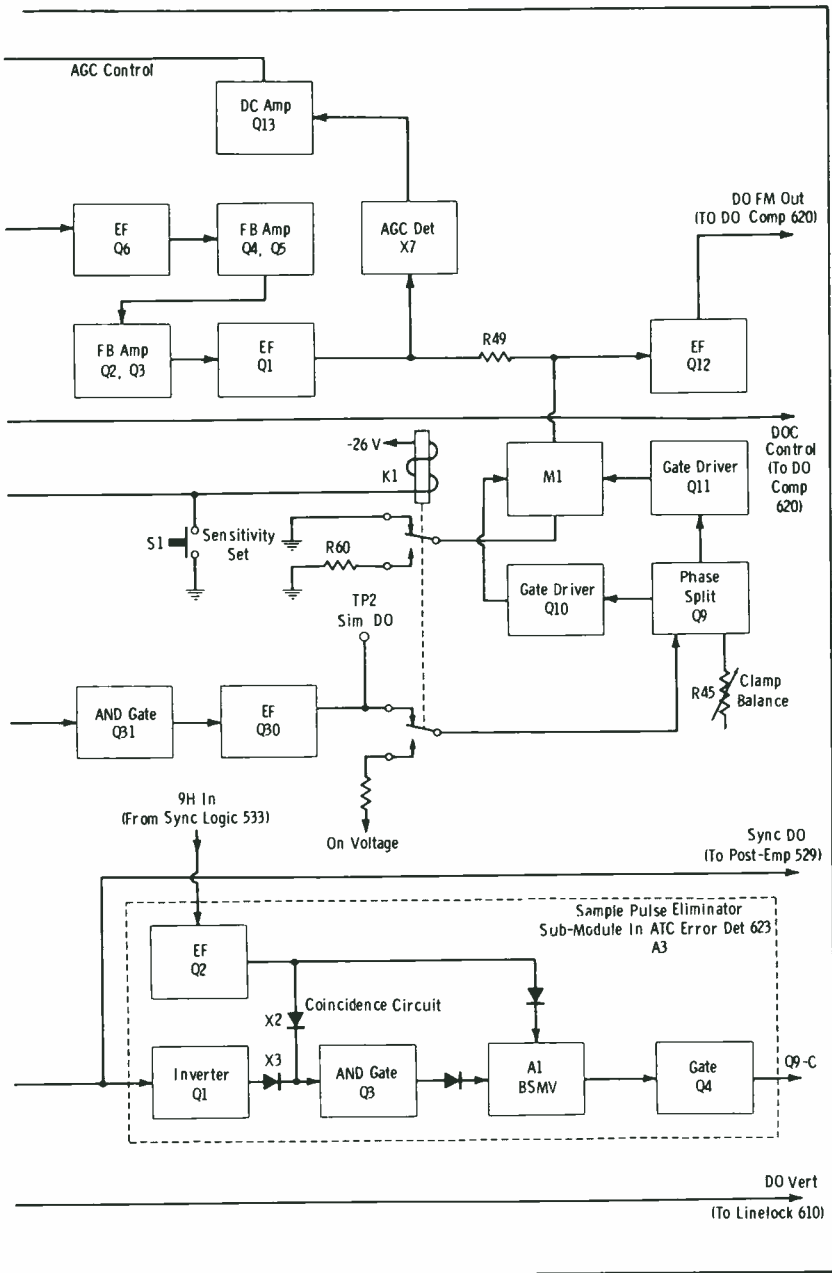 AGC Control
DC Amp
Q13
DO FM Out
(TO DO Comp 620)
EF
Q6
FB Amp
Q4, Q5
AGC Det
X7
FB Amp
Q2, Q3
EF
Q1
R49
EF
Q12
-26 V
K1
M1
Gate Driver
Q11
DOC
Control
(To DO
Comp
620)
S1
Sensitivity
Set
R60
TP2
Sim DO
Gate Driver
Q10
Phase
Split
Q9
R45
Clamp
Balance
AND Gate
Q31
EF
Q30
9H In
(From Sync Logic 533)
On Voltage
Sync DO
(To Post-Emp 529)
Sample Pulse Eliminator
Sub-Module In ATC Error Det 623
A3
EF
Q2
X2
Coincidence Circuit
X3
Inverter
Q1
AND Gate
Q3
A1
BSMV
Gate
Q4
Q9-C
DO Vert
(To Linelock 610)